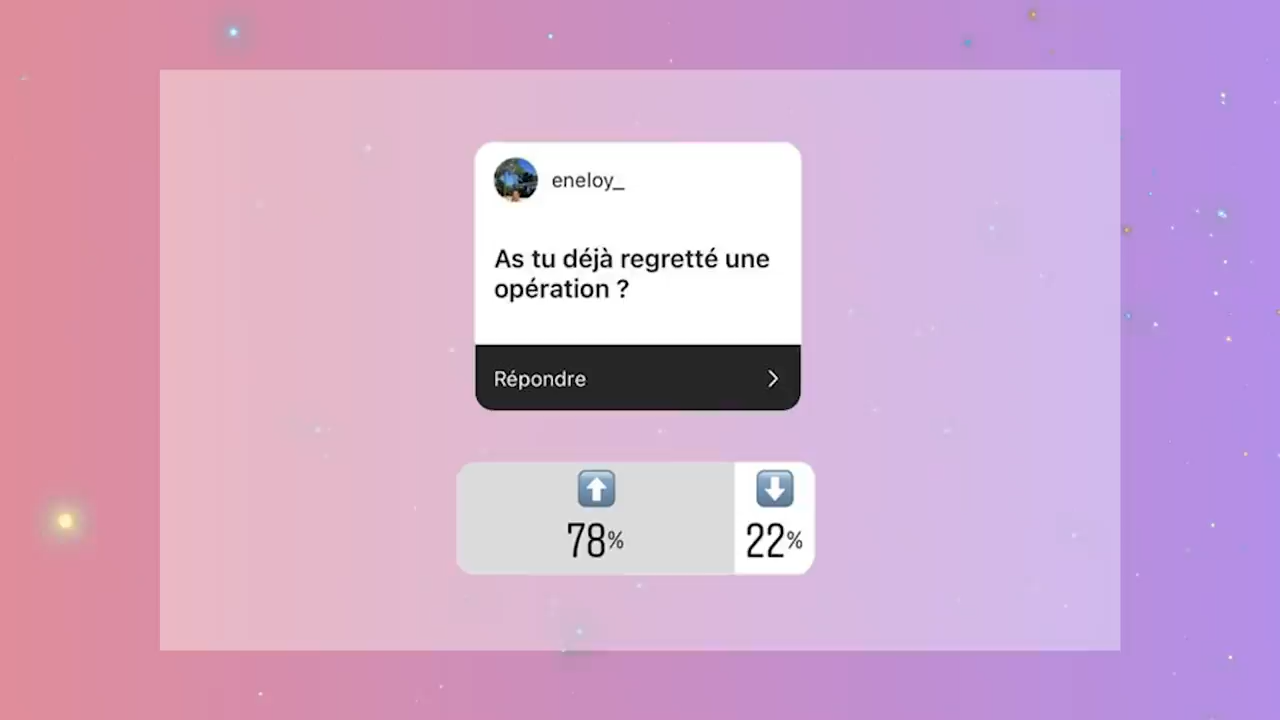 eneloy_
As tu déjà regretté une
opération ?
Répondre
78% 22%